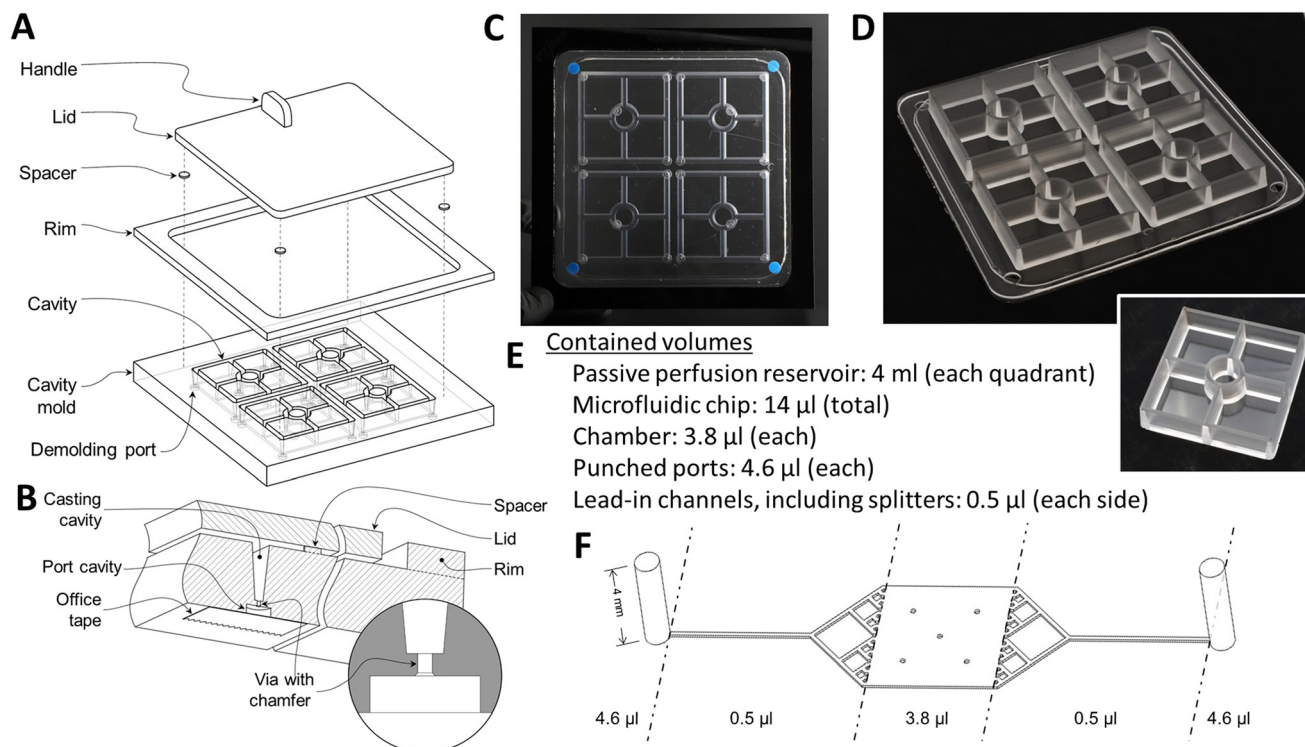 A
Handle
Lid
Spacer
Rim
Cavity
Cavity
mold
Demolding port
B
Casting
cavity
Port cavity
Office
tape
Via with
chamfer
Spacer
Lid
Rim
C
D
E
Contained volumes
Passive perfusion reservoir: 4 ml (each quadrant)
Microfluidic chip: 14 µl (total)
Chamber: 3.8 µl (each)
Punched ports: 4.6 µl (each)
Lead-in channels, including splitters: 0.5 µl (each side)
F
4 mm
4.6 µl
0.5 µl
3.8 µl
0.5 µl
4.6 µl